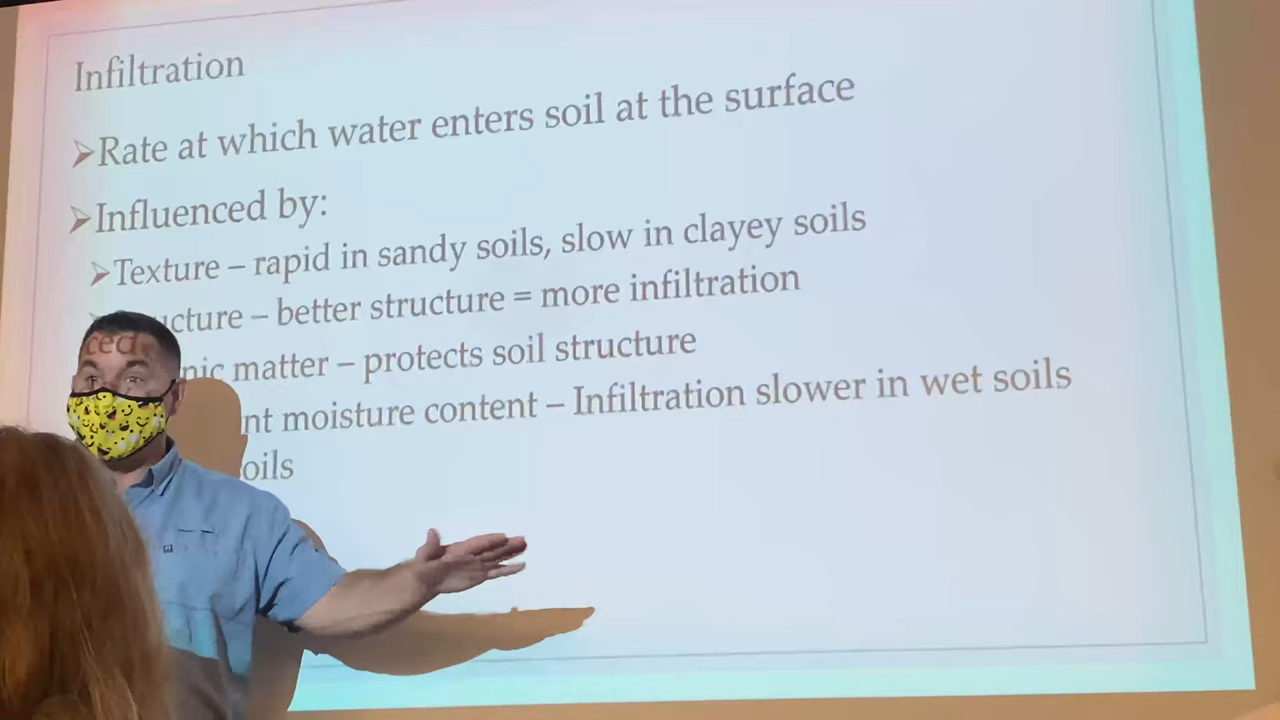 Infiltration
➢Rate at which water enters soil at the surface
➢Influenced by:
➢Texture – rapid in sandy soils, slow in clayey soils
ucture – better structure = more infiltration
nic matter – protects soil structure
nt moisture content – Infiltration slower in wet soils
oils